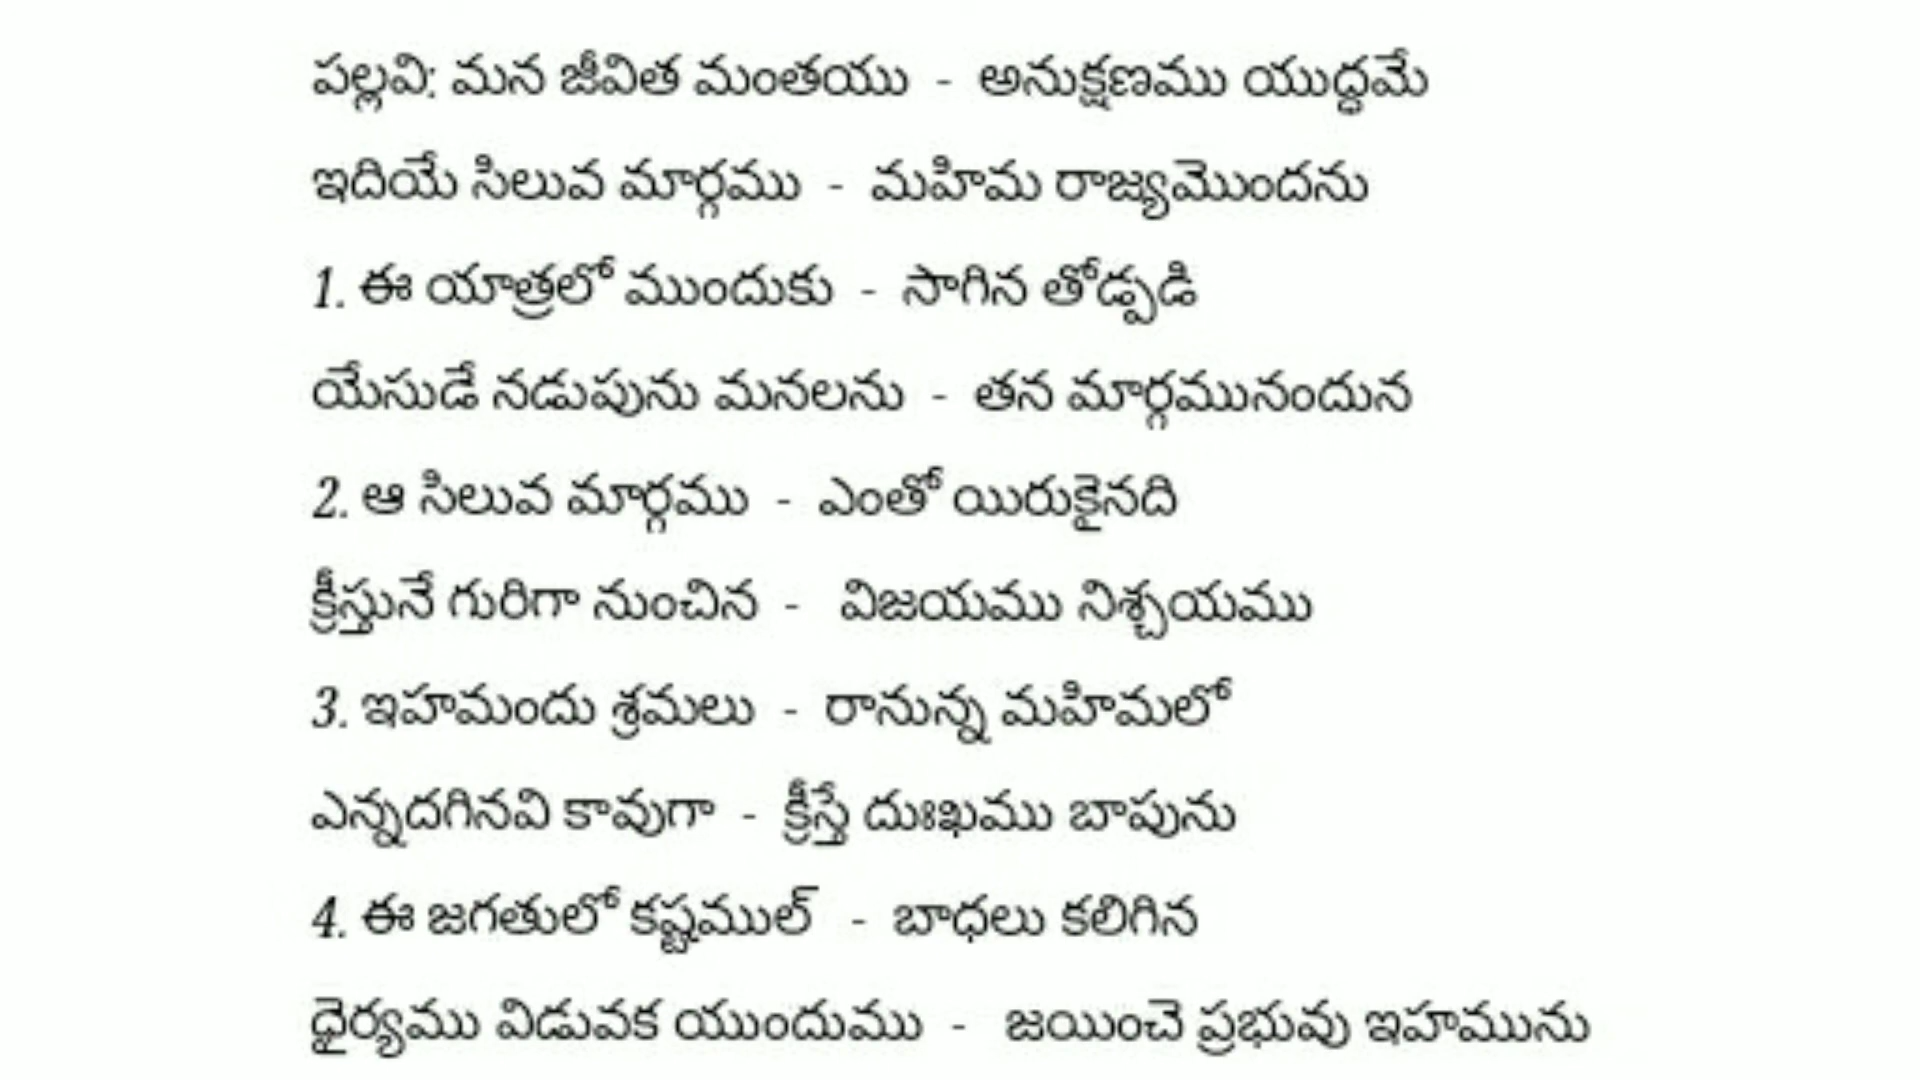 పల్లవి: మన జీవిత మంతయు - అనుక్షణము యుద్ధమే
ఇదియే సిలువ మార్గము - మహిమ రాజ్యమొందను
1. ఈ యాత్రలో ముందుకు - సాగిన తోడ్పడి
యేసుడే నడుపును మనలను - తన మార్గమునందున
2. ఆ సిలువ మార్గము - ఎంతో యిరుకైనది
క్రీస్తునే గురిగా నుంచిన - విజయము నిశ్చయము
3. ఇహమందు శ్రమలు - రానున్న మహిమలో
ఎన్నదగినవి కావుగా - క్రీస్తే దుఃఖము బాపును
4. ఈ జగతులో కష్టముల్ - బాధలు కలిగిన
ధైర్యము విడువక యుందుము - జయించె ప్రభువు ఇహమును